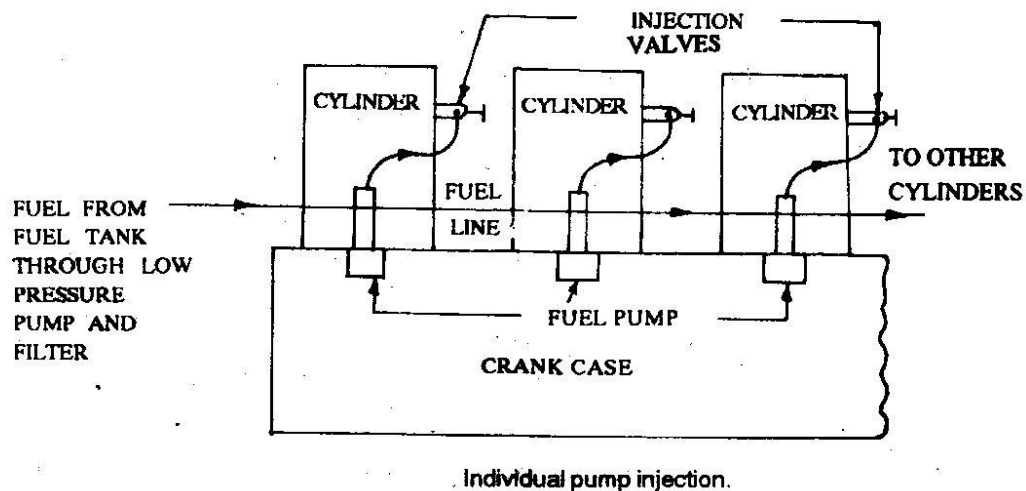 INJECTION
VALVES
CYLINDER
CYLINDER
CYLINDER
TO OTHER
CYLINDERS
FUEL
LINE
FUEL FROM
FUEL TANK
THROUGH LOW
PRESSURE
PUMP AND
FILTER
FUEL PUMP
CRANK CASE
Individual pump injection.